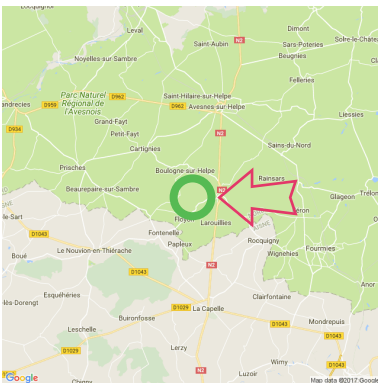 Leval
Dimont
Saint-Aubin
N2
Sars-Poteries
Beugnies
Noyelles-sur-Sambre
Felleries
Parc Naturel
Régional de
l'Avesnois
D962
Saint-Hilaire-sur-Helpe
D962
Avesnes-sur-Helpe
D959
D934
Grand-Fayt
Petit-Fayt
Liessies
Cartignies
Sains-du-Nord
Prisches
Boulogne sur Helpe
Rainsars
Beaurepaire-sur-Sambre
N2
Glageon
Floyon
Larouillies
Fontenelle
Papleux
Rocquigny
D1043
Le Nouvion-en-Thiérache
Wignehies
Fourmies
Boué
D1043
N2
Esquéhéries
Clairfontaine
D1029
La Capelle
Buironfosse
Mondrepuis
D1043
Leschelle
Lerzy
D1029
Wimy
D1043
Luzoir
Google
Map data ©2017 Google